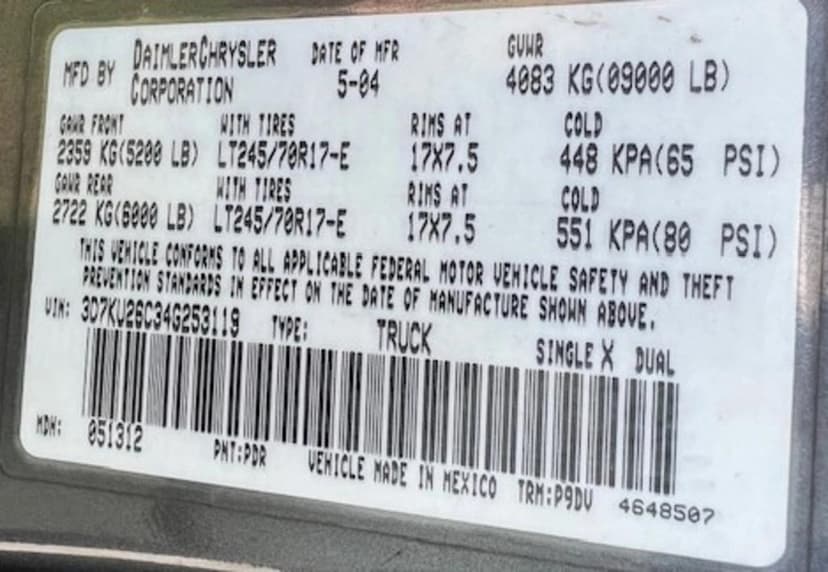 MFD BY DAIMLERCHRYSLER CORPORATION DATE OF MFR 5-04 GVWR 4083 KG(09000 LB)
GAWR FRONT WITH TIRES RIMS AT COLD
2359 KG(5200 LB) LT245/70R17-E 17X7.5 448 KPA(65 PSI)
GAWR REAR WITH TIRES RIMS AT COLD
2722 KG(6000 LB) LT245/70R17-E 17X7.5 551 KPA(80 PSI)
THIS VEHICLE CONFORMS TO ALL APPLICABLE FEDERAL MOTOR VEHICLE SAFETY AND THEFT
PREVENTION STANDARDS IN EFFECT ON THE DATE OF MANUFACTURE SHOWN ABOVE.
VIN: 3D7KU26C34G253119 TYPE: TRUCK SINGLE X DUAL
MDH: 051312 PNT:PDR VEHICLE MADE IN MEXICO TRM:P9DV 4648507